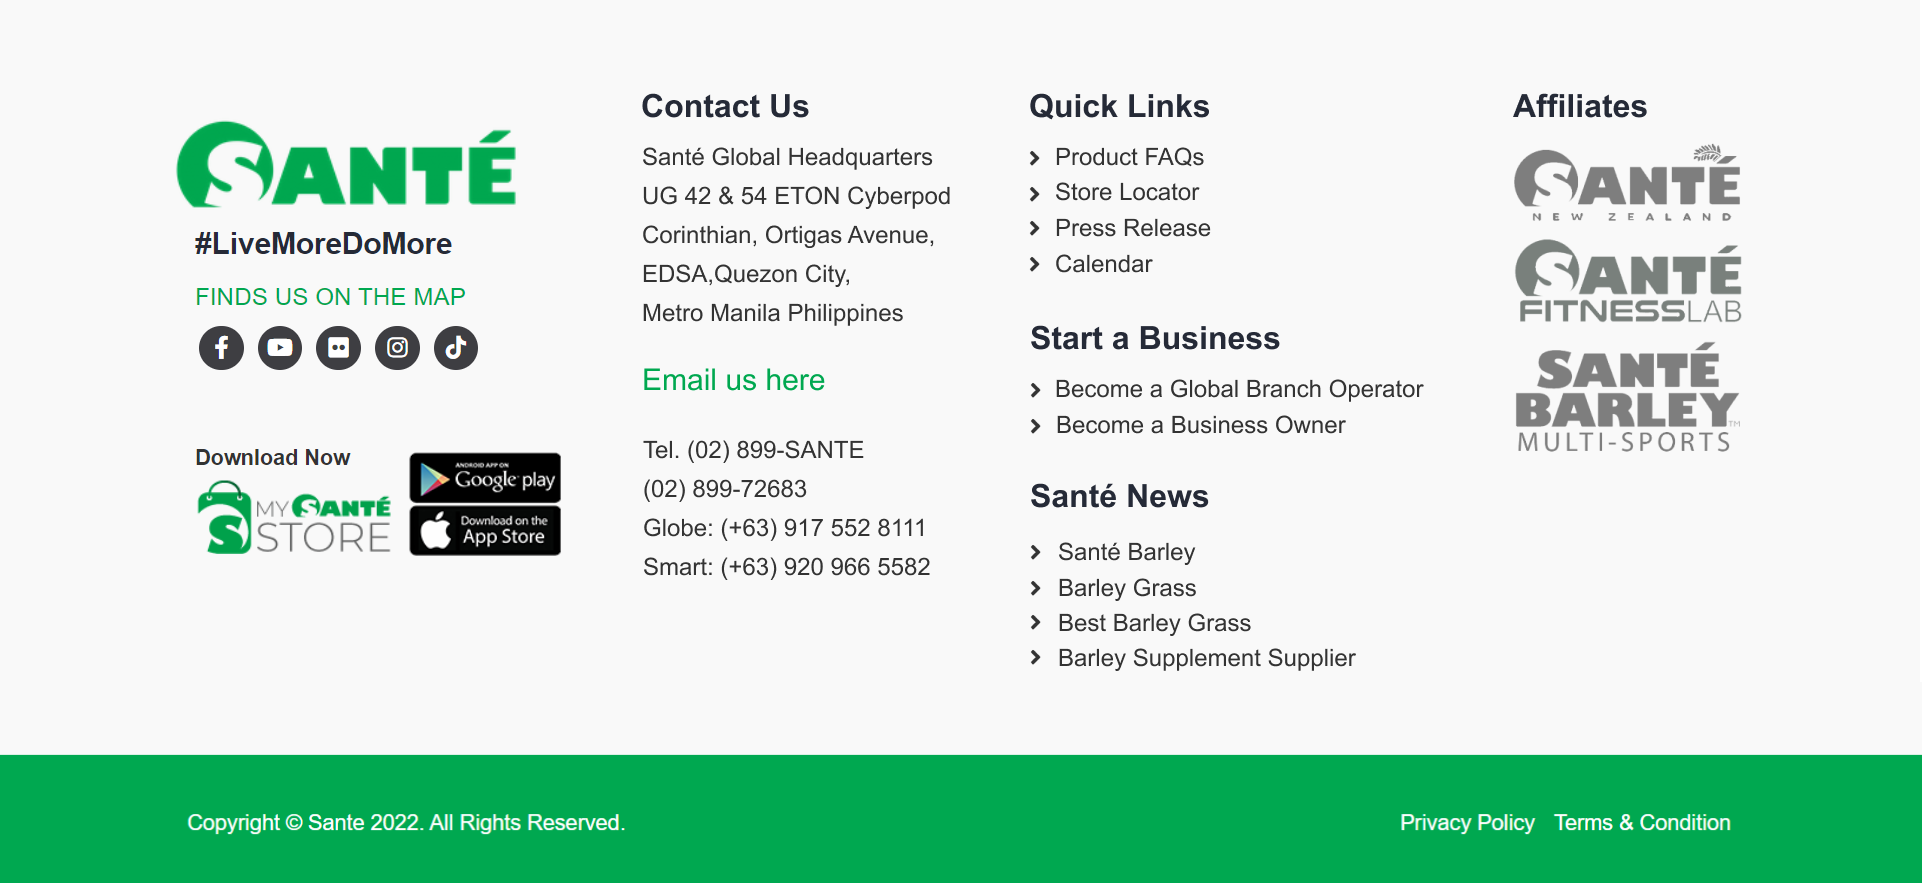 SANTÉ
#LiveMoreDoMore
FINDS US ON THE MAP
Download Now
MY SANTÉ
STORE
ANDROID APP ON
Google play
Download on the
App Store
Contact Us
Santé Global Headquarters
UG 42 & 54 ETON Cyberpod
Corinthian, Ortigas Avenue,
EDSA,Quezon City,
Metro Manila Philippines
Email us here
Tel. (02) 899-SANTE
(02) 899-72683
Globe: (+63) 917 552 8111
Smart: (+63) 920 966 5582
Quick Links
Product FAQs
Store Locator
Press Release
Calendar
Start a Business
Become a Global Branch Operator
Become a Business Owner
Santé News
Santé Barley
Barley Grass
Best Barley Grass
Barley Supplement Supplier
Affiliates
SANTÉ
NEW ZEALAND
SANTÉ
FITNESSLAB
SANTÉ
BARLEY™
MULTI-SPORTS
Copyright © Sante 2022. All Rights Reserved.
Privacy Policy Terms & Condition